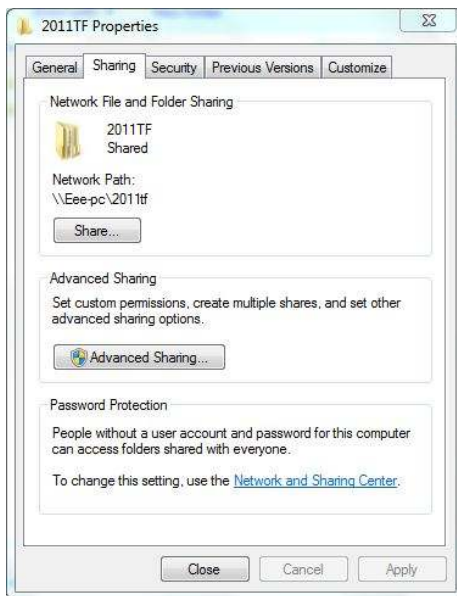 2011TF Properties
General Sharing Security Previous Versions Customize
Network File and Folder Sharing
2011TF
Shared
Network Path:
\\Eee-pc\2011tf
Share...
Advanced Sharing
Set custom permissions, create multiple shares, and set other
advanced sharing options.
Advanced Sharing...
Password Protection
People without a user account and password for this computer
can access folders shared with everyone.
To change this setting, use the Network and Sharing Center.
Close Cancel Apply